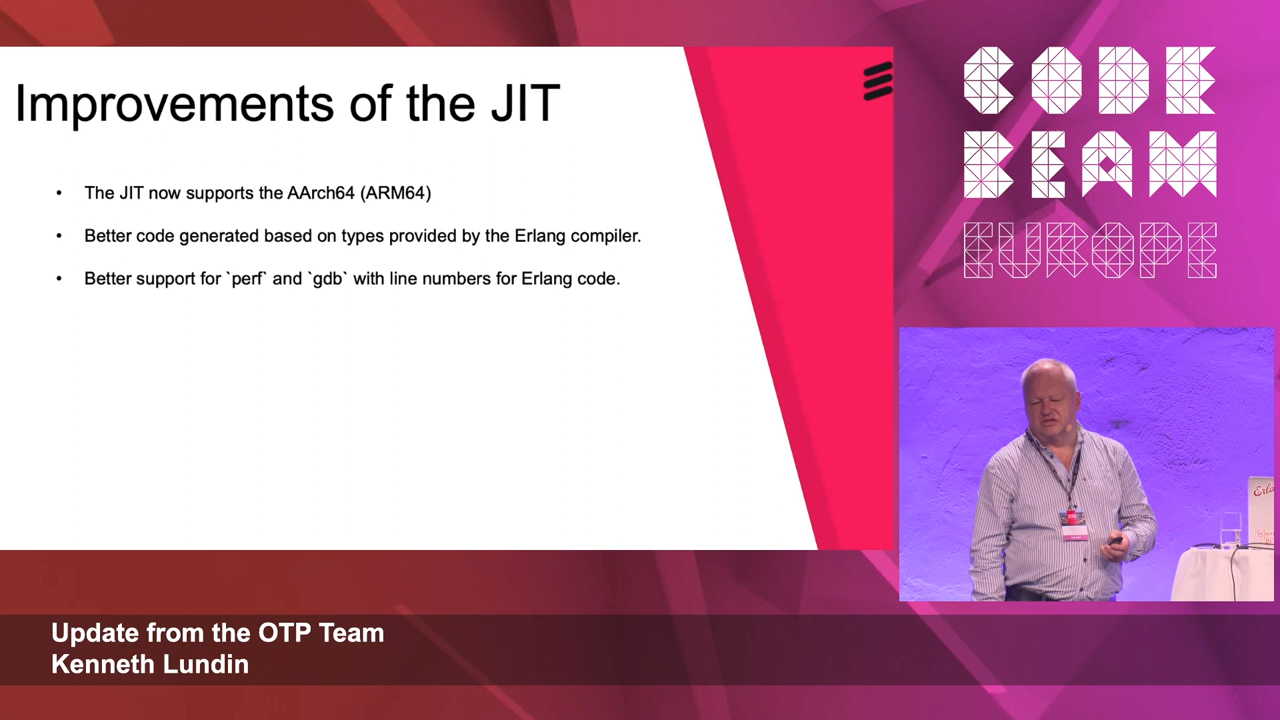 Improvements of the JIT
• The JIT now supports the AArch64 (ARM64)
• Better code generated based on types provided by the Erlang compiler.
• Better support for `perf` and `gdb` with line numbers for Erlang code.
CODE
BEAM
EUROPE
Update from the OTP Team
Kenneth Lundin